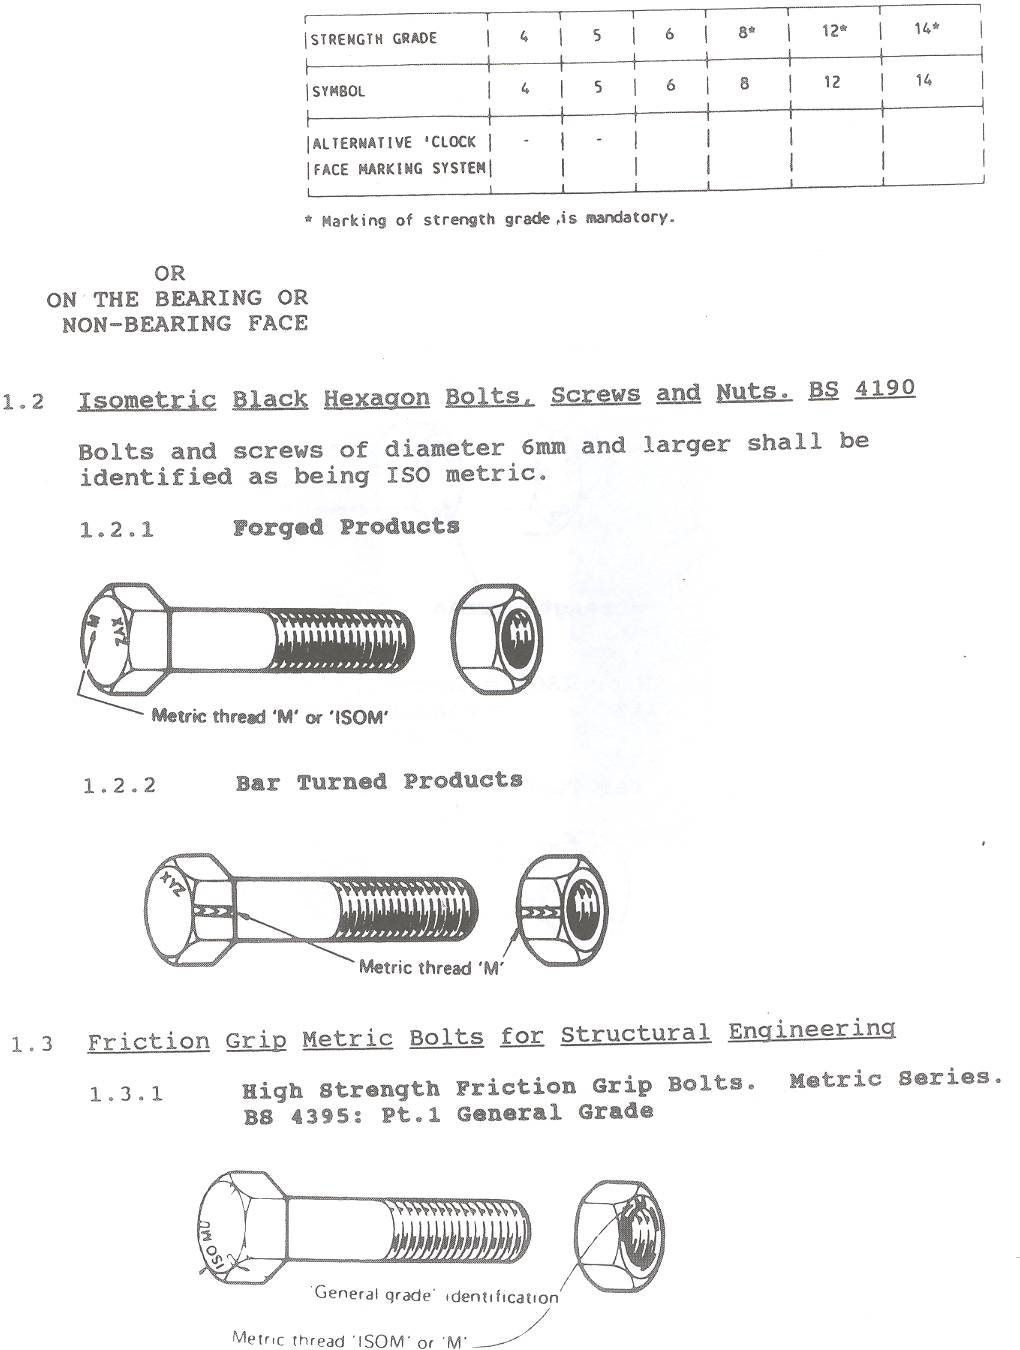 STRENGTH GRADE 4 5 6 8* 12* 14*
SYMBOL 4 5 6 8 12 14
ALTERNATIVE 'CLOCK - -
FACE MARKING SYSTEM
* Marking of strength grade is mandatory.
OR
ON THE BEARING OR
NON-BEARING FACE
1.2 Isometric Black Hexagon Bolts, Screws and Nuts. BS 4190
Bolts and screws of diameter 6mm and larger shall be
identified as being ISO metric.
1.2.1 Forged Products
M
ZAX
Metric thread 'M' or 'ISOM'
1.2.2 Bar Turned Products
ZAX
Metric thread 'M'
1.3 Friction Grip Metric Bolts for Structural Engineering
1.3.1 High Strength Friction Grip Bolts. Metric Series.
BS 4395: Pt.1 General Grade
ISO M
'General grade' identification
Metric thread 'ISOM' or 'M'